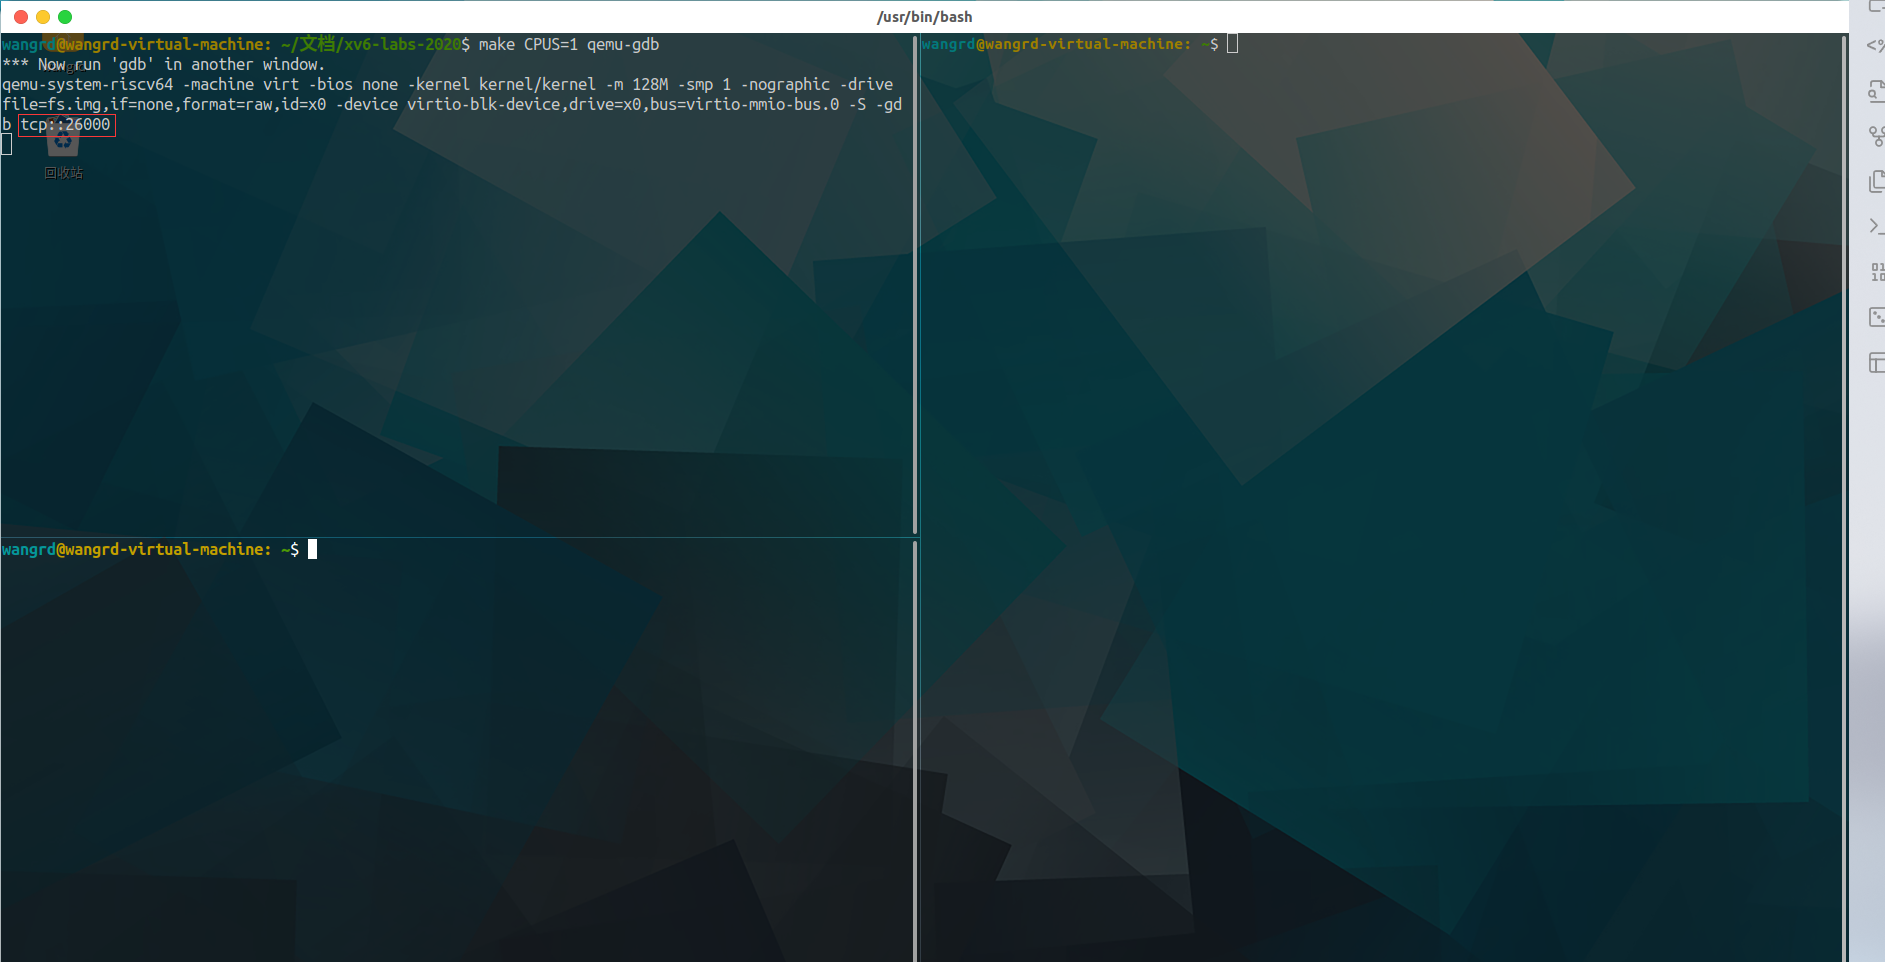 /usr/bin/bash
wangrd@wangrd-virtual-machine: ~/文档/xv6-labs-2020$ make CPUS=1 qemu-gdb
*** Now run 'gdb' in another window.
qemu-system-riscv64 -machine virt -bios none -kernel kernel/kernel -m 128M -smp 1 -nographic -drive
file=fs.img,if=none,format=raw,id=x0 -device virtio-blk-device,drive=x0,bus=virtio-mmio-bus.0 -S -gd
b tcp::26000
回收站
wangrd@wangrd-virtual-machine: ~$
wangrd@wangrd-virtual-machine: ~$